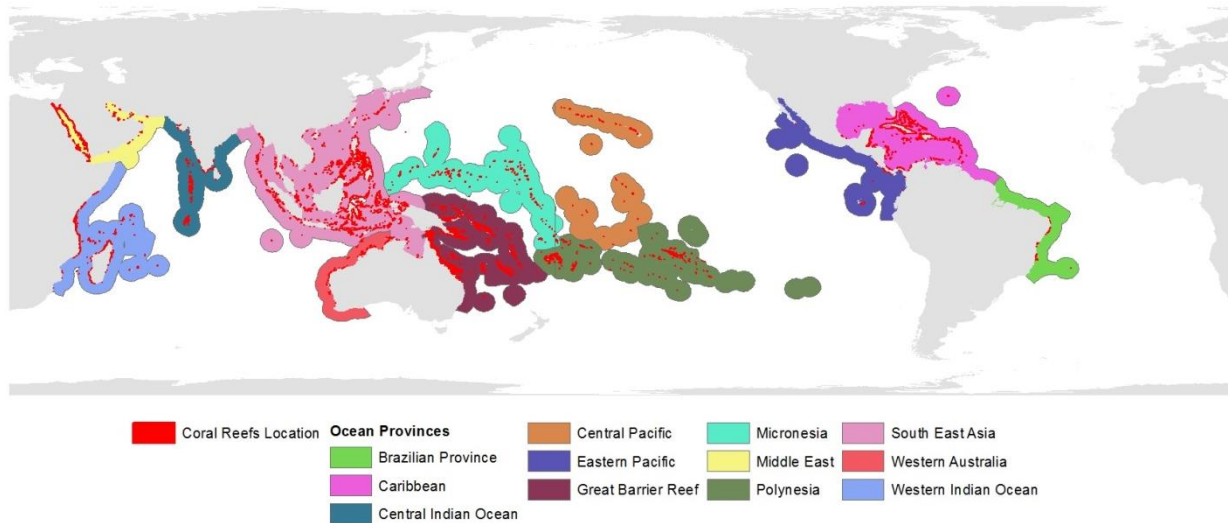 Coral Reefs Location
Ocean Provinces
Brazilian Province
Caribbean
Central Indian Ocean
Central Pacific
Eastern Pacific
Great Barrier Reef
Micronesia
Middle East
Polynesia
South East Asia
Western Australia
Western Indian Ocean